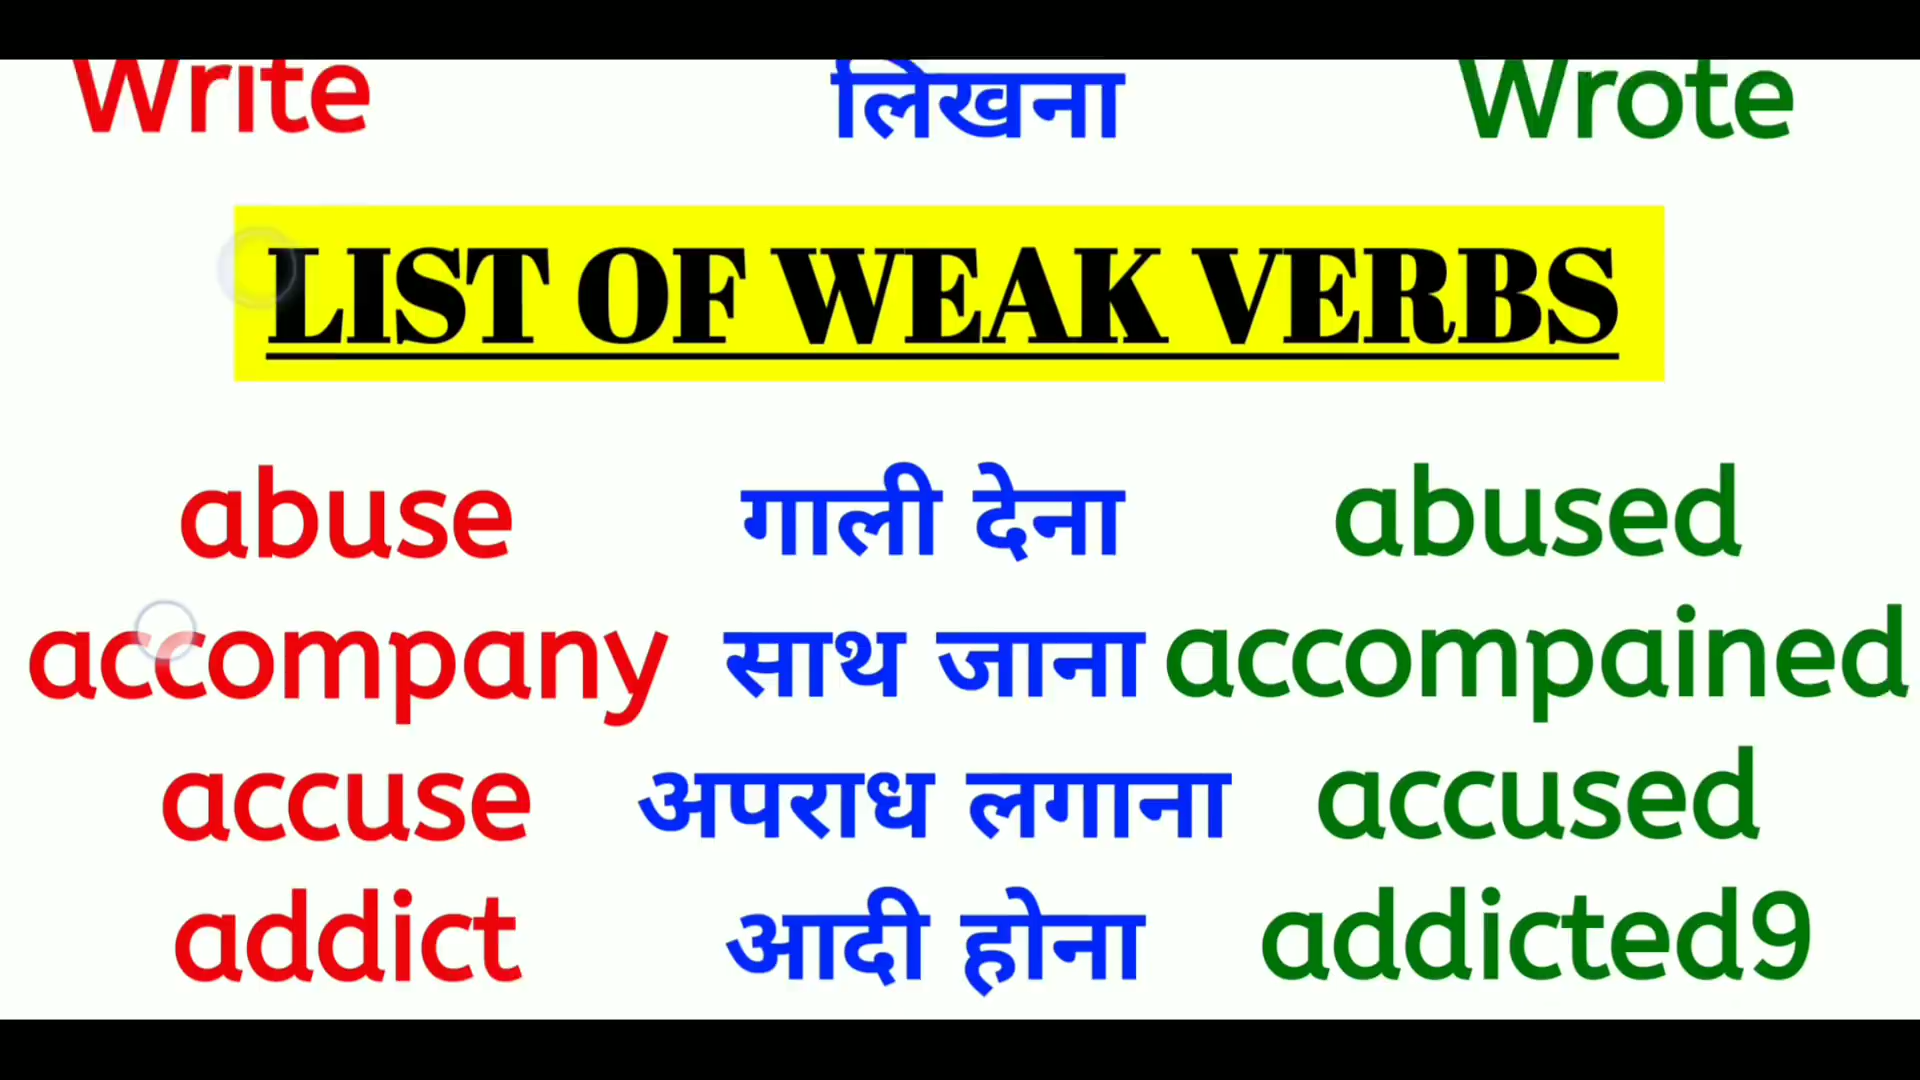 Write लिखना Wrote
LIST OF WEAK VERBS
abuse गाली देना abused
accompany साथ जाना accompained
accuse अपराध लगाना accused
addict आदी होना addicted9